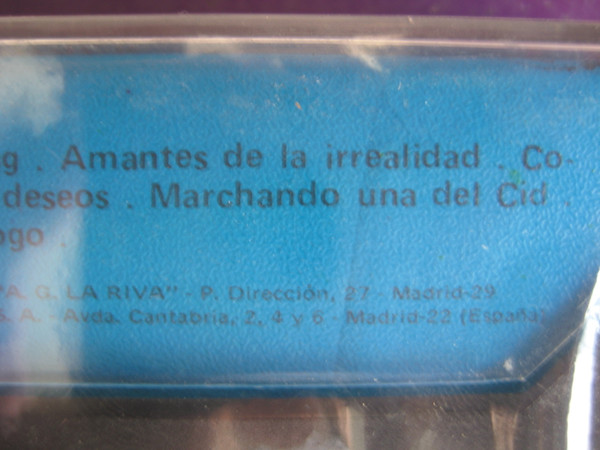 g . Amantes de la irrealidad . Co-
deseos . Marchando una del Cid .
ogo .
"A. G. LA RIVA" - P. Dirección, 27 - Madrid-29
S. A. - Avda. Cantabria, 2, 4 y 6 - Madrid-22 (España)